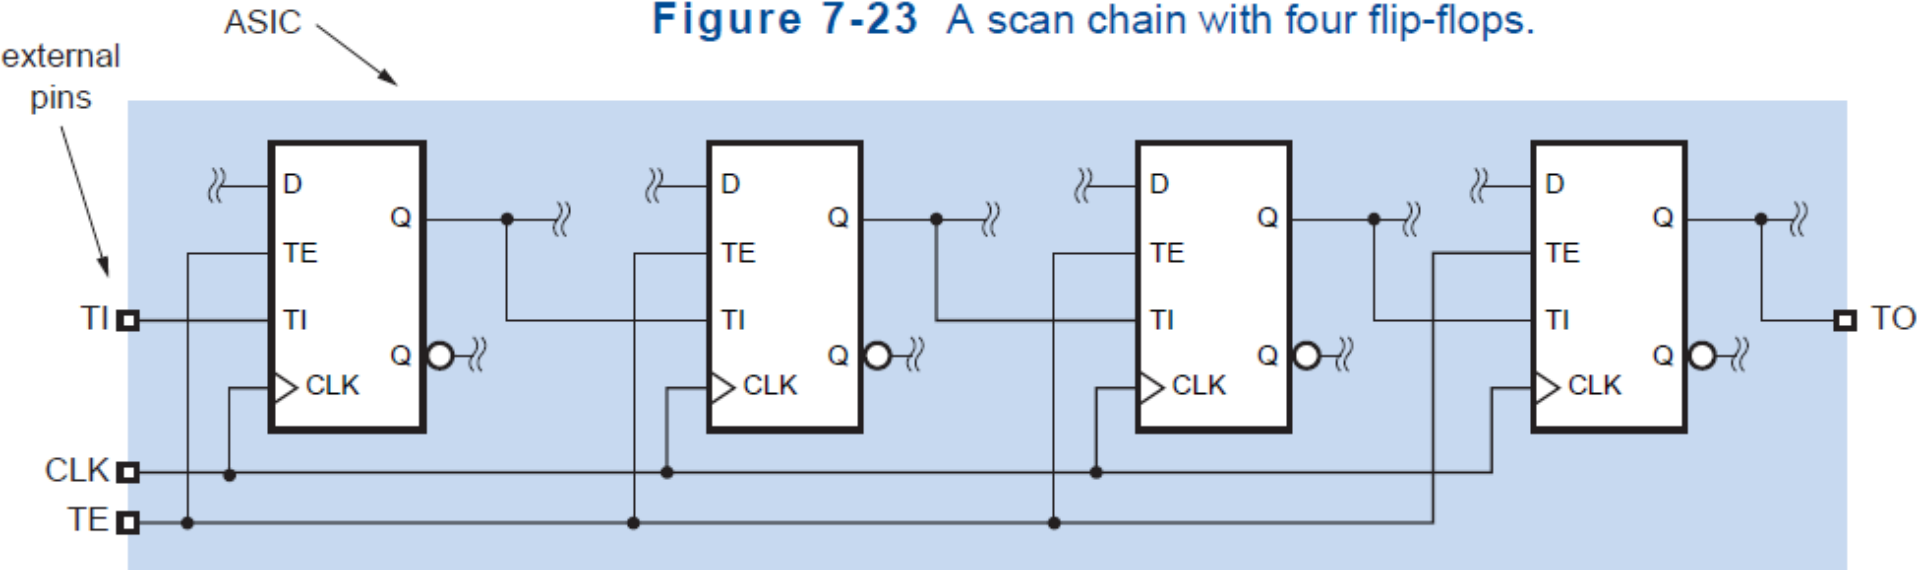 Figure 7-23 A scan chain with four flip-flops.
ASIC
external
pins
D
Q
TE
TI
Q
CLK
D
Q
TE
TI
Q
CLK
D
Q
TE
TI
Q
CLK
D
Q
TE
TI
Q
CLK
TI
TO
CLK
TE